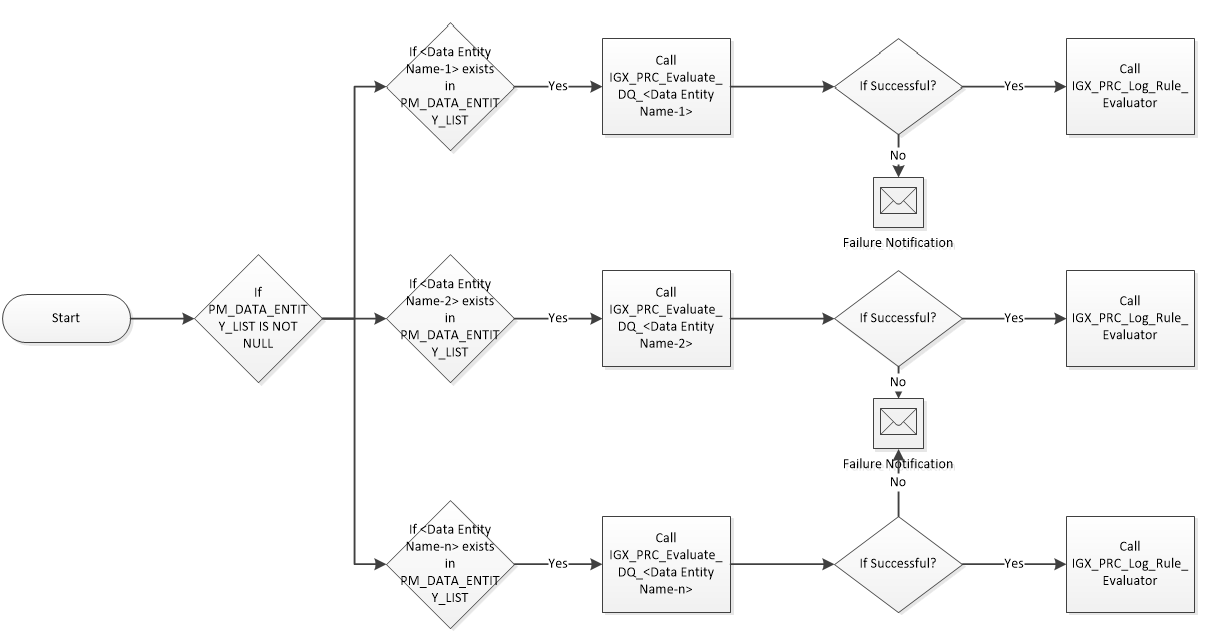 If <Data Entity
Name-1> exists
in
PM_DATA_ENTIT
Y_LIST
Yes
Call
IGX_PRC_Evaluate_
DQ_<Data Entity
Name-1>
If Successful?
Yes
Call
IGX_PRC_Log_Rule_
Evaluator
No
Failure Notification
Start
If
PM_DATA_ENTIT
Y_LIST IS NOT
NULL
If <Data Entity
Name-2> exists
in
PM_DATA_ENTIT
Y_LIST
Yes
Call
IGX_PRC_Evaluate_
DQ_<Data Entity
Name-2>
If Successful?
Yes
Call
IGX_PRC_Log_Rule_
Evaluator
No
Failure Notification
No
If <Data Entity
Name-n> exists
in
PM_DATA_ENTIT
Y_LIST
Yes
Call
IGX_PRC_Evaluate_
DQ_<Data Entity
Name-n>
If Successful?
Yes
Call
IGX_PRC_Log_Rule_
Evaluator